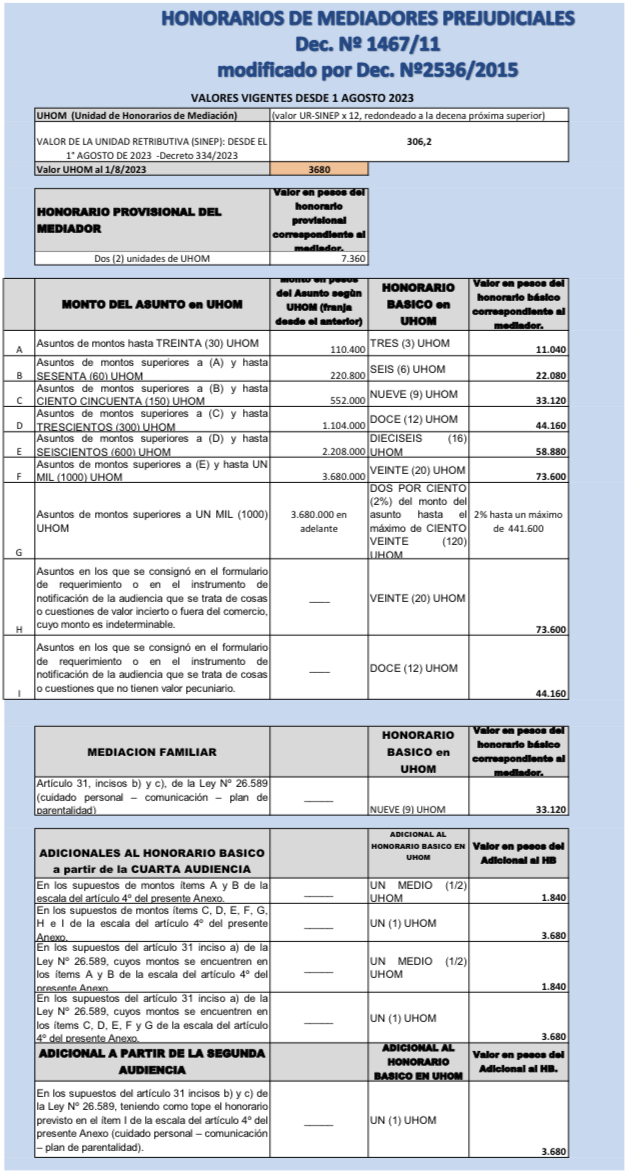 HONORARIOS DE MEDIADORES PREJUDICIALES
Dec. Nº 1467/11
modificado por Dec. Nº2536/2015
VALORES VIGENTES DESDE 1 AGOSTO 2023
UHOM (Unidad de Honorarios de Mediación)
(valor UR-SINEP x 12, redondeado a la decena próxima superior)
VALOR DE LA UNIDAD RETRIBUTIVA (SINEP): DESDE EL
1° AGOSTO DE 2023 -Decreto 334/2023
306,2
Valor UHOM al 1/8/2023
3680
HONORARIO PROVISIONAL DEL
MEDIADOR
Valor en pesos del
honorario
provisional
correspondiente al
mediador.
Dos (2) unidades de UHOM
7.360
MONTO DEL ASUNTO en UHOM
Monto en pesos
del Asunto según
UHOM (franja
desde el anterior)
HONORARIO
BASICO en
UHOM
Valor en pesos del
honorario básico
correspondiente al
mediador.
A
Asuntos de montos hasta TREINTA (30) UHOM
110.400
TRES (3) UHOM
11.040
B
Asuntos de montos superiores a (A) y hasta
SESENTA (60) UHOM
220.800
SEIS (6) UHOM
22.080
C
Asuntos de montos superiores a (B) y hasta
CIENTO CINCUENTA (150) UHOM
552.000
NUEVE (9) UHOM
33.120
D
Asuntos de montos superiores a (C) y hasta
TRESCIENTOS (300) UHOM
1.104.000
DOCE (12) UHOM
44.160
E
Asuntos de montos superiores a (D) y hasta
SEISCIENTOS (600) UHOM
2.208.000
DIECISEIS (16)
UHOM
58.880
F
Asuntos de montos superiores a (E) y hasta UN
MIL (1000) UHOM
3.680.000
VEINTE (20) UHOM
73.600
G
Asuntos de montos superiores a UN MIL (1000)
UHOM
3.680.000 en
adelante
DOS POR CIENTO
(2%) del monto del
asunto hasta el
máximo de CIENTO
VEINTE (120)
UHOM
2% hasta un máximo
de 441.600
H
Asuntos en los que se consignó en el formulario
de requerimiento o en el instrumento de
notificación de la audiencia que se trata de cosas
o cuestiones de valor incierto o fuera del comercio,
cuyo monto es indeterminable.
____
VEINTE (20) UHOM
73.600
I
Asuntos en los que se consignó en el formulario
de requerimiento o en el instrumento de
notificación de la audiencia que se trata de cosas
o cuestiones que no tienen valor pecuniario.
____
DOCE (12) UHOM
44.160
MEDIACION FAMILIAR
HONORARIO
BASICO en
UHOM
Valor en pesos del
honorario básico
correspondiente al
mediador.
Artículo 31, incisos b) y c), de la Ley Nº 26.589
(cuidado personal – comunicación – plan de
parentalidad)
_____
NUEVE (9) UHOM
33.120
ADICIONALES AL HONORARIO BASICO
a partir de la CUARTA AUDIENCIA
ADICIONAL AL
HONORARIO BASICO EN
UHOM
Valor en pesos del
Adicional al HB
En los supuestos de montos ítems A y B de la
escala del artículo 4º del presente Anexo.
_____
UN MEDIO (1/2)
UHOM
1.840
En los supuestos de montos ítems C, D, E, F, G,
H e I de la escala del artículo 4º del presente
Anexo.
_____
UN (1) UHOM
3.680
En los supuestos del artículo 31 inciso a) de la
Ley Nº 26.589, cuyos montos se encuentren en
los ítems A y B de la escala del artículo 4º del
presente Anexo
_____
UN MEDIO (1/2)
UHOM
1.840
En los supuestos del artículo 31 inciso a) de la
Ley Nº 26.589, cuyos montos se encuentren en
los ítems C, D, E, F y G de la escala del artículo
4º del presente Anexo.
_____
UN (1) UHOM
3.680
ADICIONAL A PARTIR DE LA SEGUNDA
AUDIENCIA
ADICIONAL AL
HONORARIO
BASICO EN UHOM
Valor en pesos del
Adicional al HB.
En los supuestos del artículo 31 incisos b) y c) de
la Ley Nº 26.589, teniendo como tope el honorario
previsto en el ítem I de la escala del artículo 4º del
presente Anexo (cuidado personal – comunicación
– plan de parentalidad).
_____
UN (1) UHOM
3.680